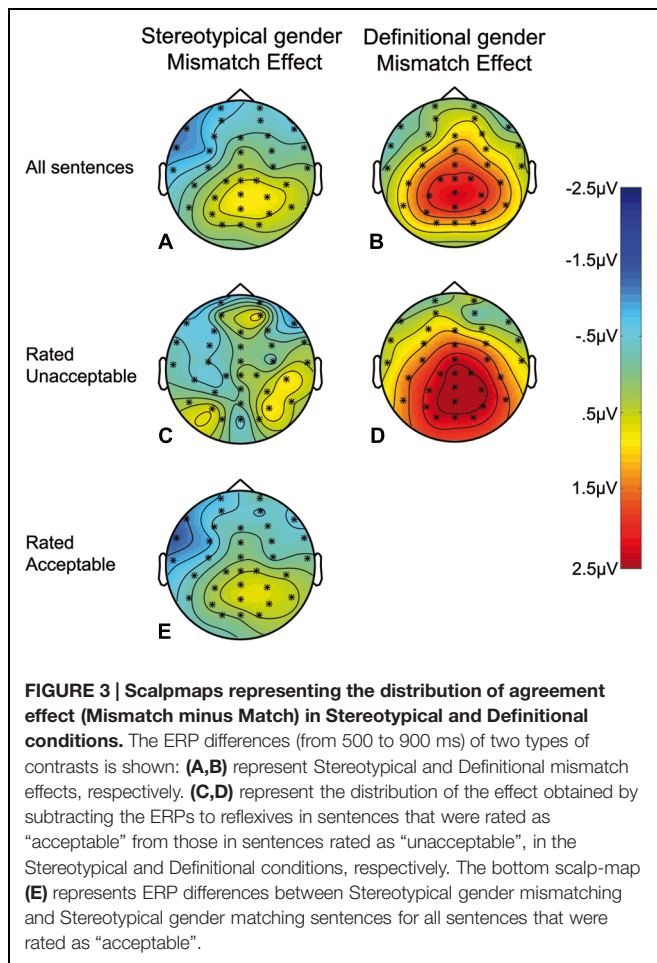 Stereotypical gender
Mismatch Effect
Definitional gender
Mismatch Effect
All sentences
A
B
-2.5µV
-1.5µV
-.5µV
.5µV
1.5µV
2.5µV
Rated
Unacceptable
C
D
Rated
Acceptable
E
FIGURE 3 | Scalpmaps representing the distribution of agreement
effect (Mismatch minus Match) in Stereotypical and Definitional
conditions. The ERP differences (from 500 to 900 ms) of two types of
contrasts is shown: (A,B) represent Stereotypical and Definitional mismatch
effects, respectively. (C,D) represent the distribution of the effect obtained by
subtracting the ERPs to reflexives in sentences that were rated as
“acceptable” from those in sentences rated as “unacceptable”, in the
Stereotypical and Definitional conditions, respectively. The bottom scalp-map
(E) represents ERP differences between Stereotypical gender mismatching
and Stereotypical gender matching sentences for all sentences that were
rated as “acceptable”.